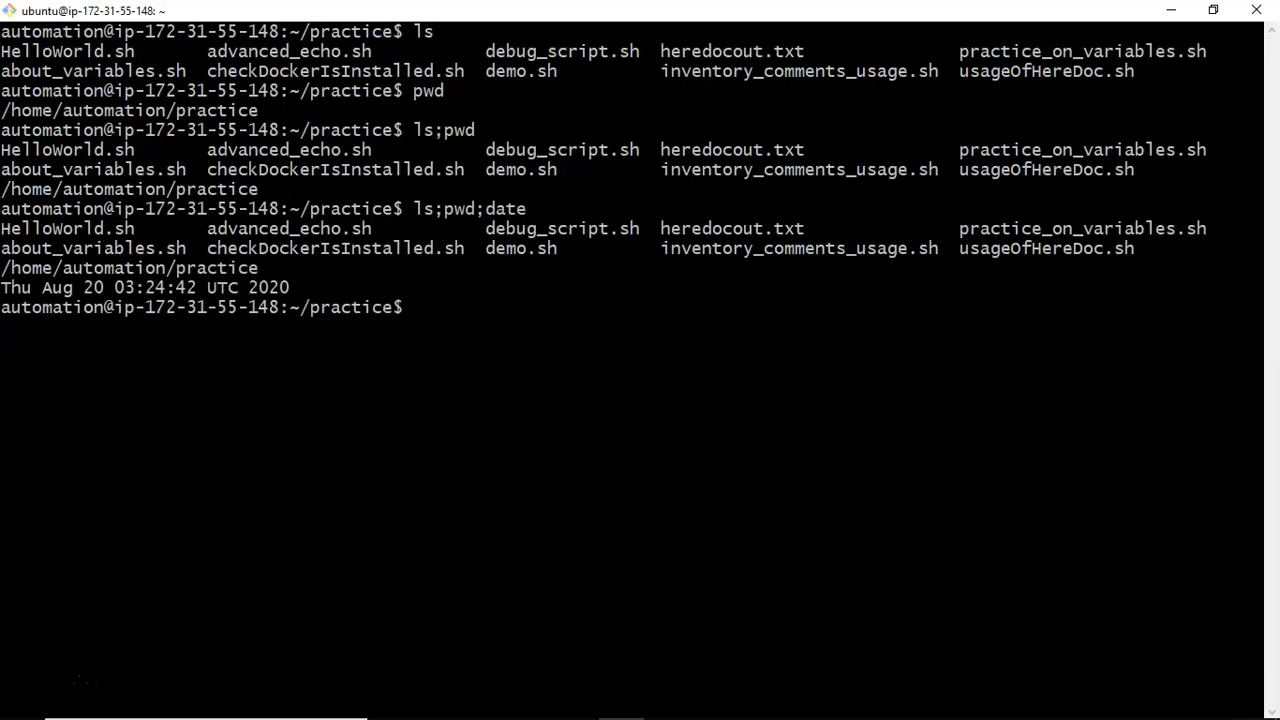 ubuntu@ip-172-31-55-148: ~
automation@ip-172-31-55-148:~/practice$ ls
HelloWorld.sh advanced_echo.sh debug_script.sh heredocout.txt practice_on_variables.sh
about_variables.sh checkDockerIsInstalled.sh demo.sh inventory_comments_usage.sh usageOfHereDoc.sh
automation@ip-172-31-55-148:~/practice$ pwd
/home/automation/practice
automation@ip-172-31-55-148:~/practice$ ls;pwd
HelloWorld.sh advanced_echo.sh debug_script.sh heredocout.txt practice_on_variables.sh
about_variables.sh checkDockerIsInstalled.sh demo.sh inventory_comments_usage.sh usageOfHereDoc.sh
/home/automation/practice
automation@ip-172-31-55-148:~/practice$ ls;pwd;date
HelloWorld.sh advanced_echo.sh debug_script.sh heredocout.txt practice_on_variables.sh
about_variables.sh checkDockerIsInstalled.sh demo.sh inventory_comments_usage.sh usageOfHereDoc.sh
/home/automation/practice
Thu Aug 20 03:24:42 UTC 2020
automation@ip-172-31-55-148:~/practice$